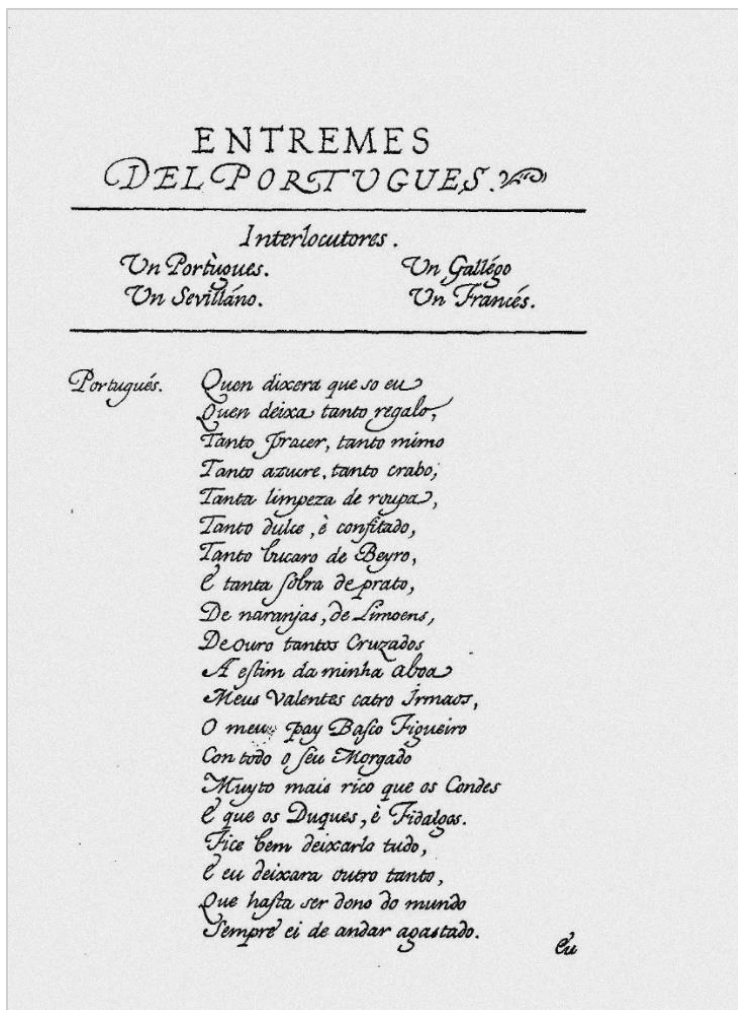 ENTREMES
DEL PORTUGUES.
Interlocutores.
Un Portùgues. Un Gallégo
Un Sevilláno. Un Francés.
Portugués. Quen dixera que so eu
Quen deixa tanto regalo,
Tanto pracer, tanto mimo
Tanto azucre, tanto crabo,
Tanta limpeza de roupa,
Tanto dulce, è confitado,
Tanto bucaro de Beyro,
E tanta ſobra de prato,
De naranjas, de Limoens,
De ouro tantos Cruzados
A eſtim da minha aboa
Meus Valentes catro Irmaos,
O meu pay Baſco Figueiro
Con todo o ſeu Morgado
Muyto mais rico que os Condes
E que os Duques, è Fidalgos.
Fice bem deixarlo tudo,
E eu deixara outro tanto,
Que haſta ser dono do mundo
Sempre ei de andar agastado.
Eu